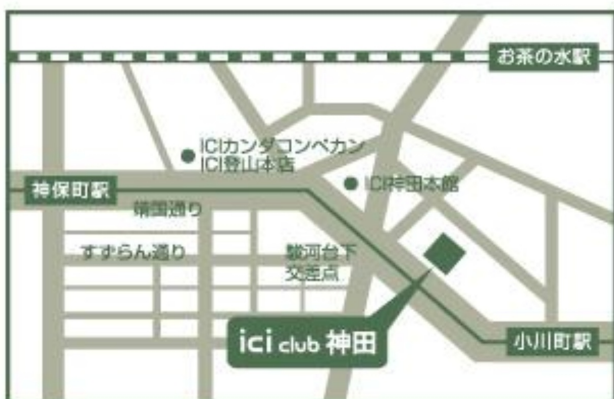 お茶の水駅
ICIカンダコンペカン
ICI登山本店
神保町駅
ICI神田本館
靖国通り
すずらん通り
駿河台下
交差点
ici club 神田
小川町駅